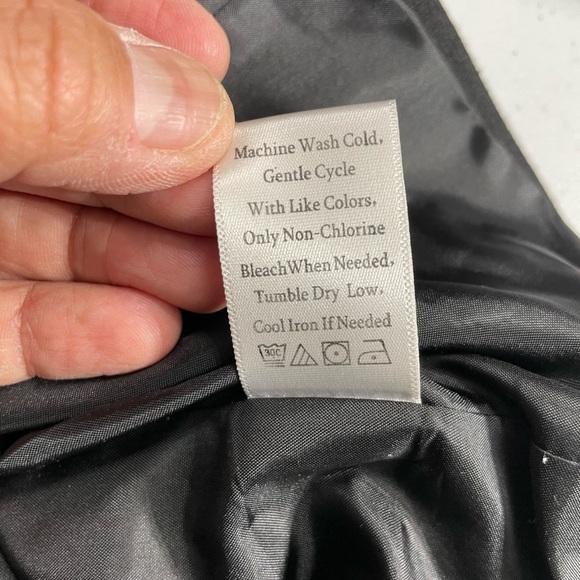 Machine Wash Cold,
Gentle Cycle
With Like Colors,
Only Non-Chlorine
BleachWhen Needed,
Tumble Dry Low,
Cool Iron If Needed
30C